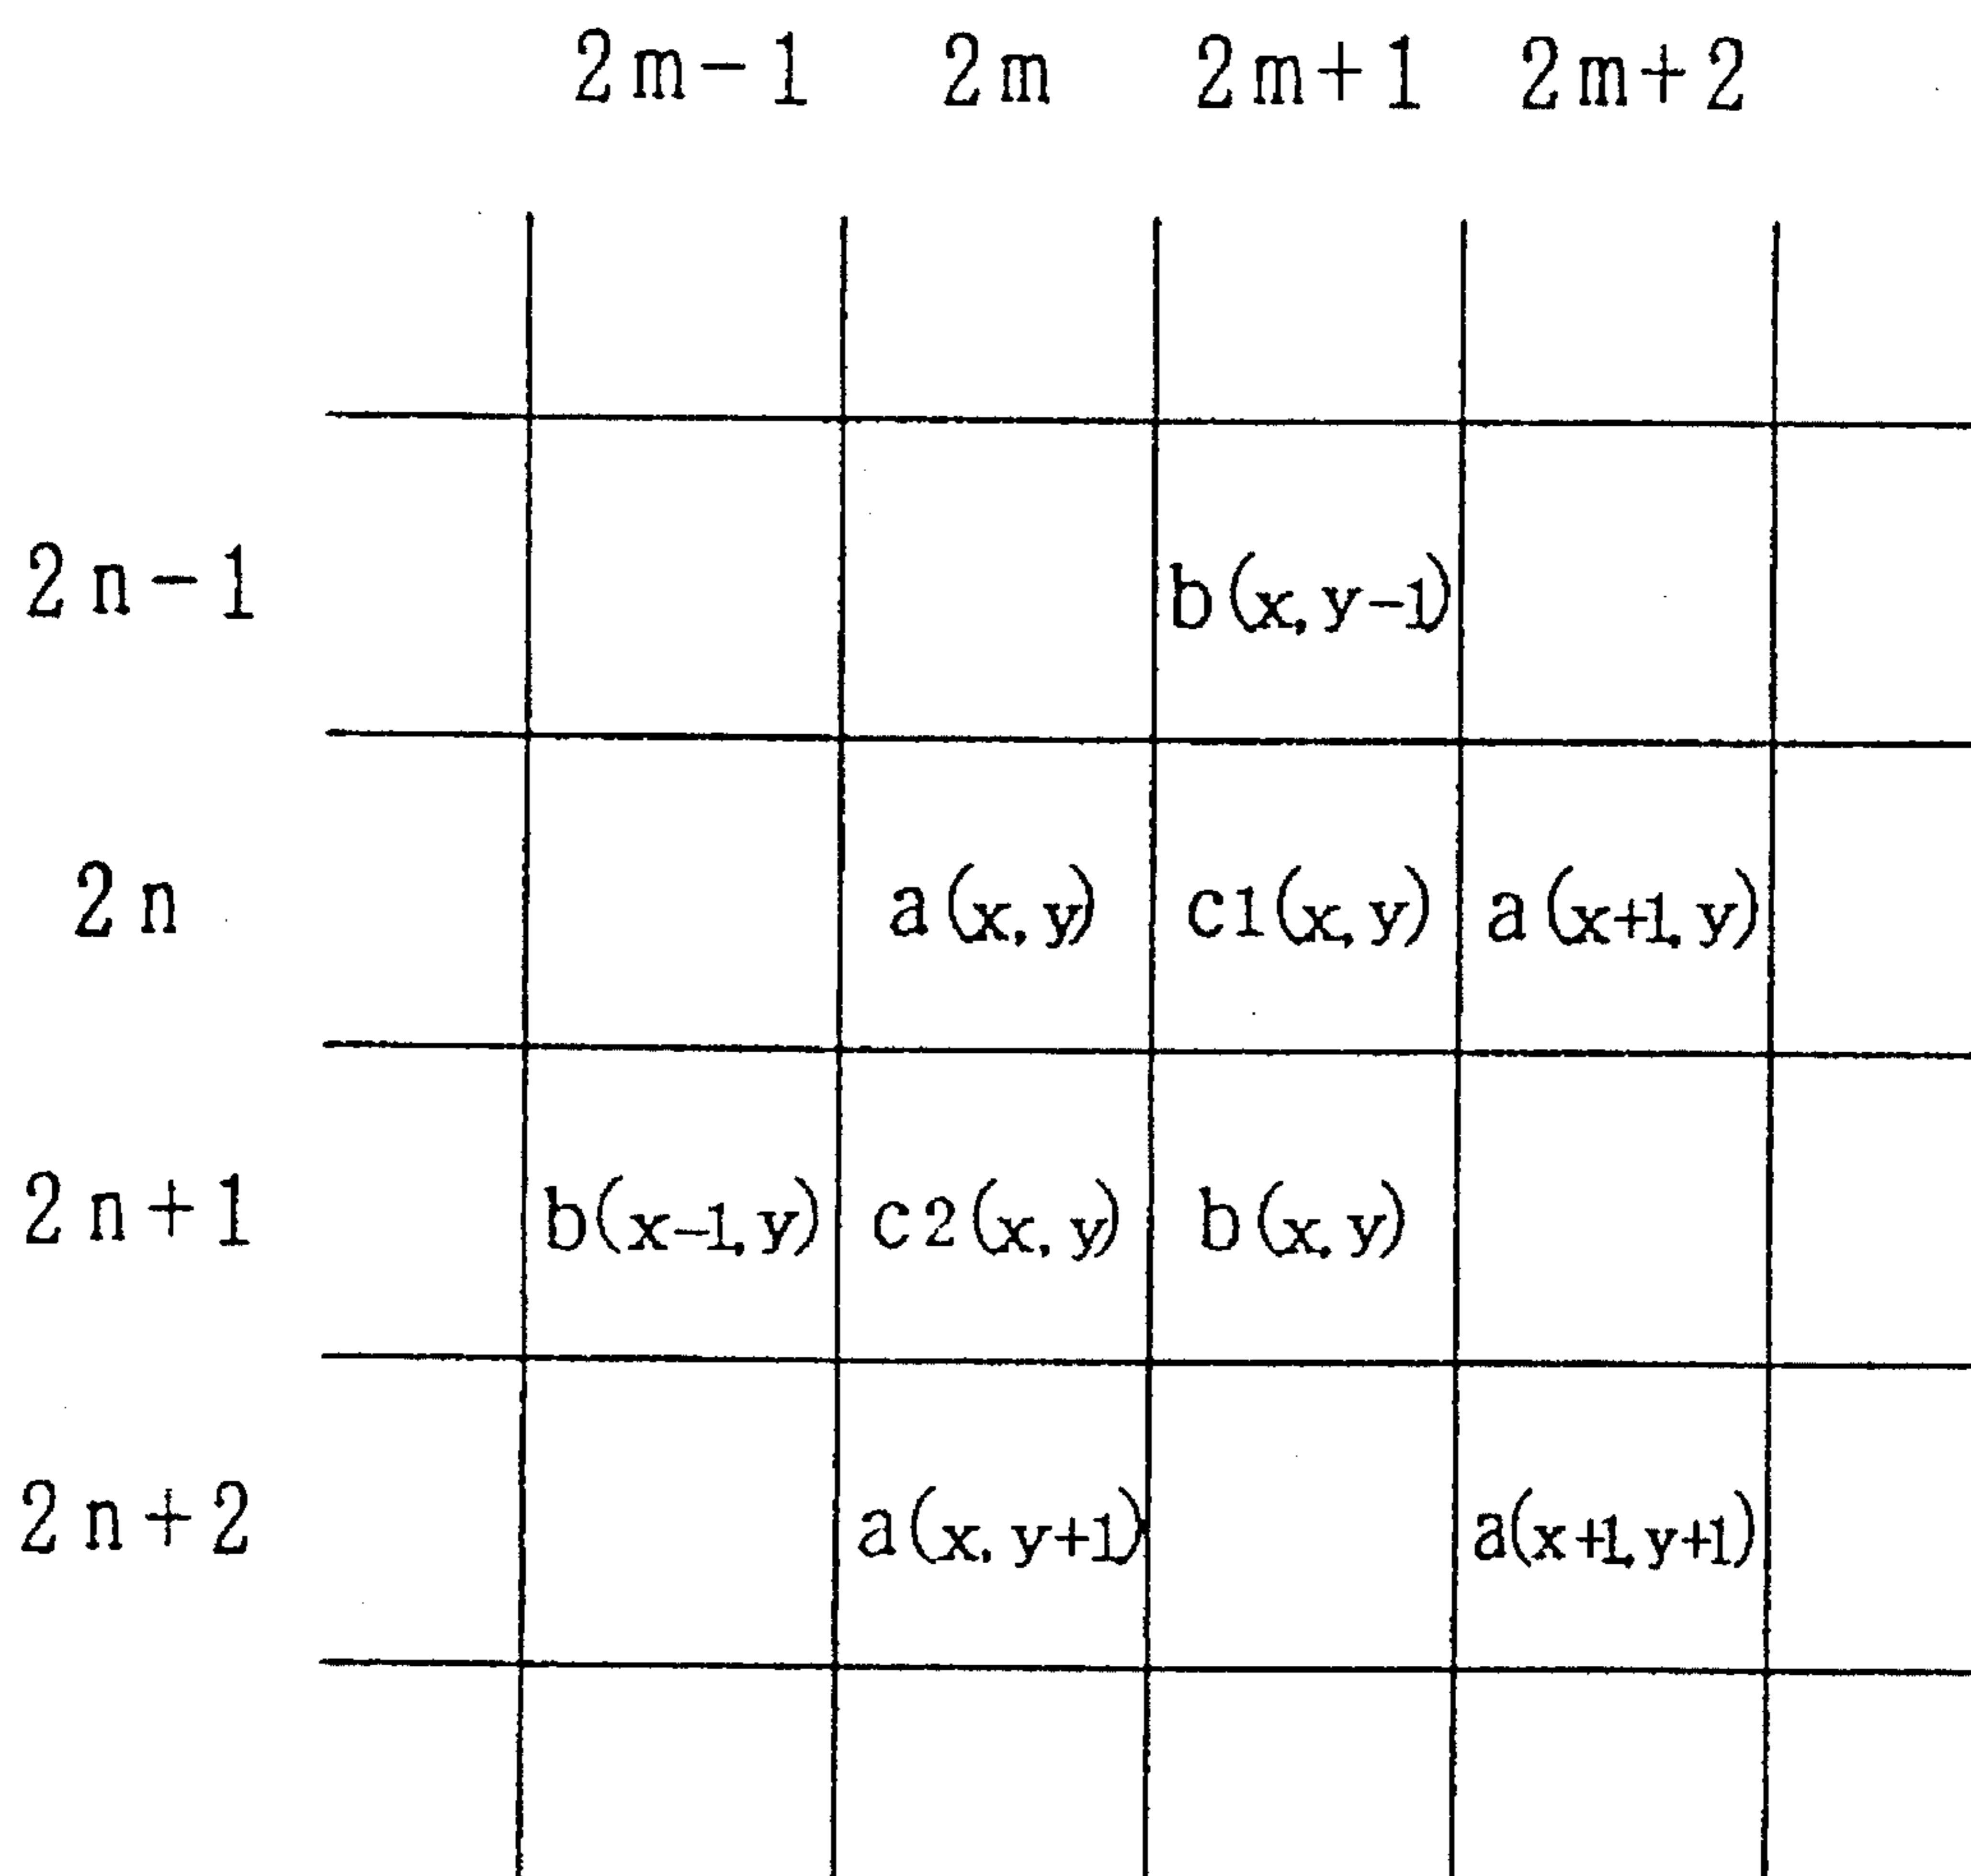 2m-1 2m 2m+1 2m+2
2n-1 b(x,y-1)
2n a(x,y) c1(x,y) a(x+1,y)
2n+1 b(x-1,y) c2(x,y) b(x,y)
2n+2 a(x,y+1) a(x+1,y+1)